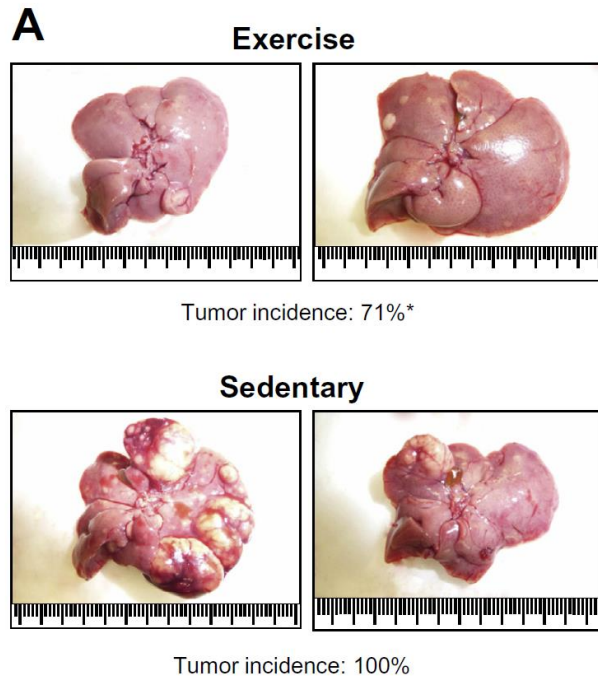 A
Exercise
Tumor incidence: 71%*
Sedentary
Tumor incidence: 100%